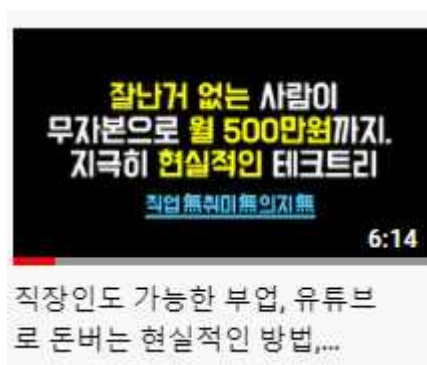 잘난거 없는 사람이
무자본으로 월 500만원까지.
지극히 현실적인 테크트리
직업無취미無의지無
6:14
직장인도 가능한 부업, 유튜브
로 돈버는 현실적인 방법,...